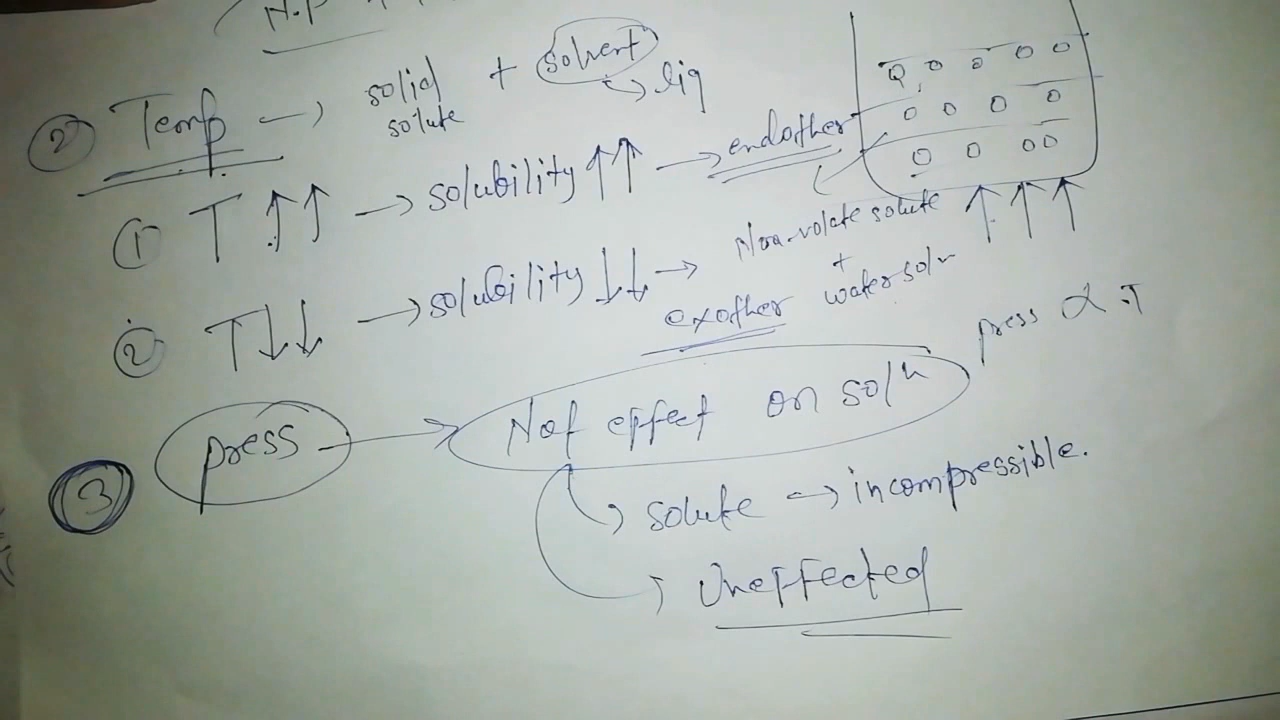 N.P
② Temp → solid + solvent
solute → liq
① T ↑↑ → solubility ↑↑ → endother
② T ↓↓ → solubility ↓↓ → exother
Non-volate solute
+
water soln
press ∝ T
③ press → Not effect on soln
→ solute → incompressible.
→ Uneffected